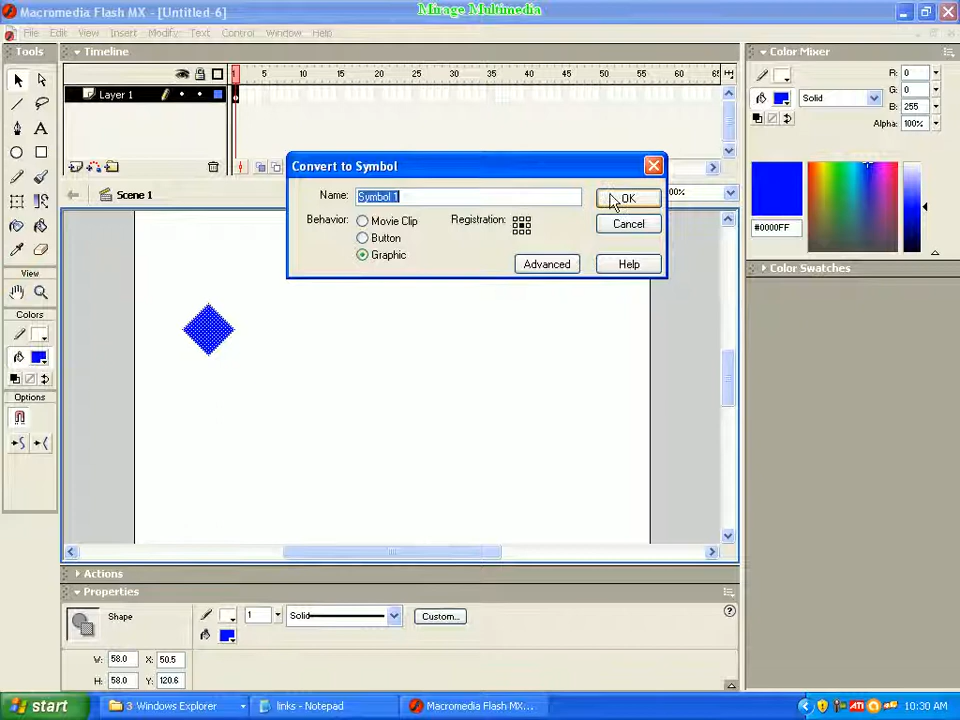 Macromedia Flash MX - [Untitled-6]
Mirage Multimedia
File Edit View Insert Modify Text Control Window Help
Tools
Timeline
Color Mixer
1 5 10 15 20 25 30 35 40 45 50 55 60 65
R: 0
Layer 1
Solid
G: 0
B: 255
Alpha: 100%
Convert to Symbol
Scene 1
Name: Symbol 1
OK
00%
Behavior: Movie Clip
Registration:
Cancel
#0000FF
Button
Graphic
Advanced
Help
Color Swatches
View
Colors
Options
Actions
Properties
Shape
1
Solid
Custom...
W: 58.0 X: 50.5
H: 58.0 Y: 120.6
start
3 Windows Explorer
links - Notepad
Macromedia Flash MX...
10:30 AM